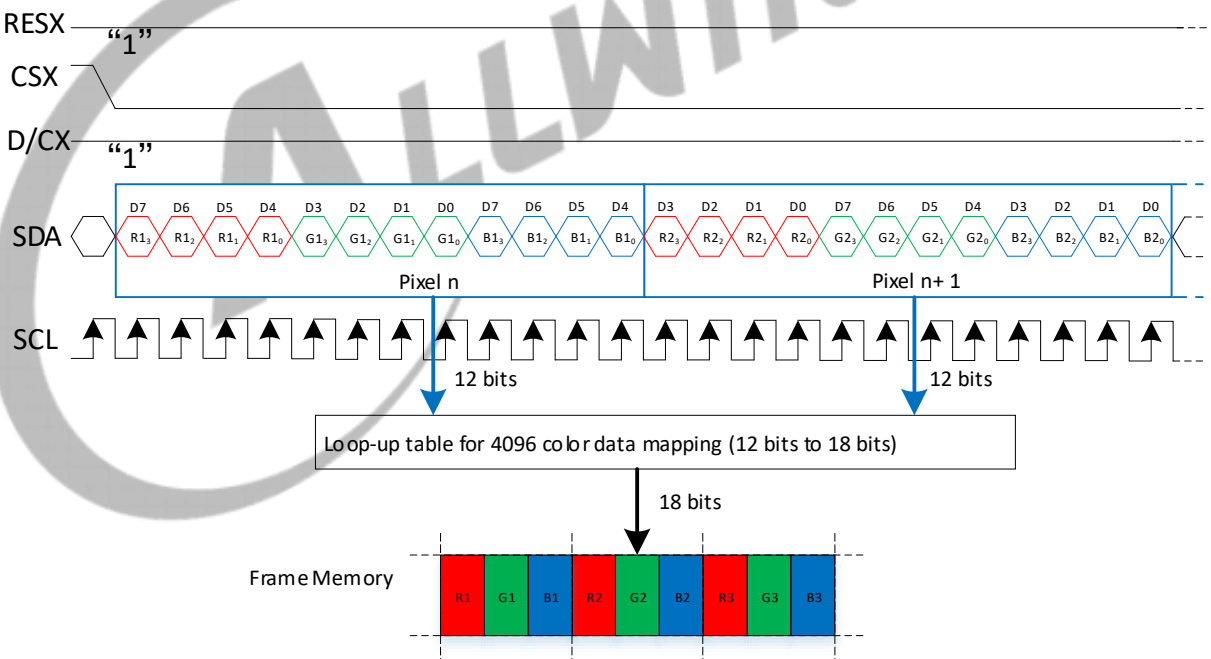 RESX
“1”
CSX
D/CX
“1”
ALLWIN
D7 D6 D5 D4 D3 D2 D1 D0 D7 D6 D5 D4 D3 D2 D1 D0 D7 D6 D5 D4 D3 D2 D1 D0
SDA R1₃ R1₂ R1₁ R1₀ G1₃ G1₂ G1₁ G1₀ B1₃ B1₂ B1₁ B1₀ R2₃ R2₂ R2₁ R2₀ G2₃ G2₂ G2₁ G2₀ B2₃ B2₂ B2₁ B2₀
Pixel n Pixel n+ 1
SCL
12 bits 12 bits
Loop-up table for 4096 color data mapping (12 bits to 18 bits)
18 bits
Frame Memory
R1 G1 B1 R2 G2 B2 R3 G3 B3